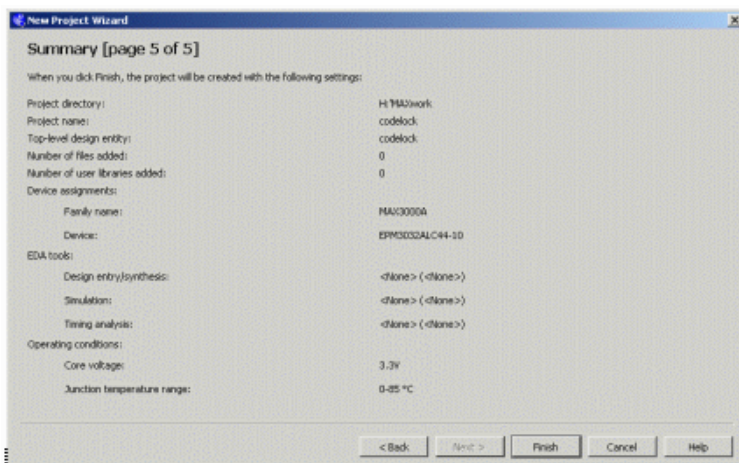 New Project Wizard
Summary [page 5 of 5]
When you click Finish, the project will be created with the following settings:
Project directory: H:\MAXwork
Project name: codelock
Top-level design entity: codelock
Number of files added: 0
Number of user libraries added: 0
Device assignments:
Family name: MAX3000A
Device: EPM3032ALC44-10
EDA tools:
Design entry/synthesis: <None> (<None>)
Simulation: <None> (<None>)
Timing analysis: <None> (<None>)
Operating conditions:
Core voltage: 3.3V
Junction temperature range: 0-85 °C
< Back Next > Finish Cancel Help